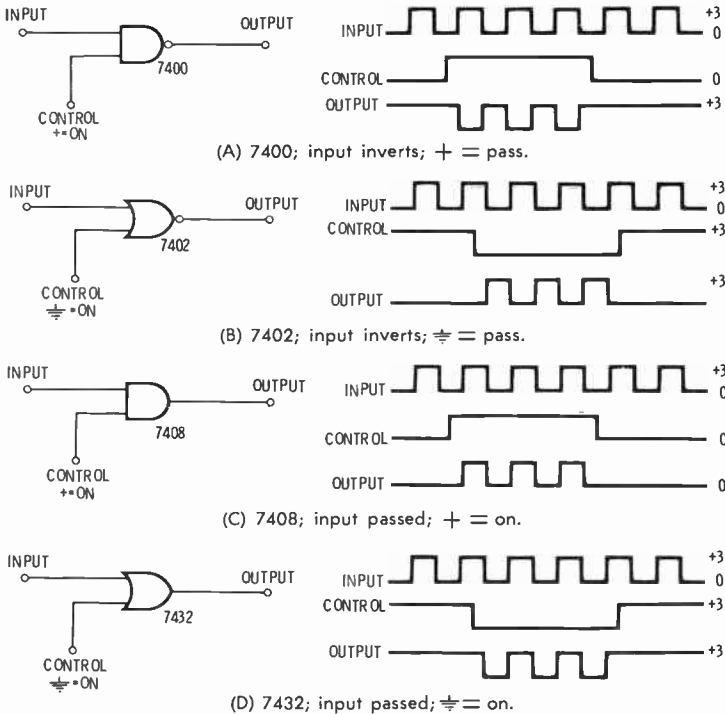 INPUT
OUTPUT
7400
CONTROL
+=ON
INPUT
+3
0
CONTROL
0
OUTPUT
+3
(A) 7400; input inverts; + = pass.
INPUT
OUTPUT
7402
CONTROL
⏚=ON
INPUT
+3
0
CONTROL
+3
OUTPUT
+3
(B) 7402; input inverts; ⏚ = pass.
INPUT
OUTPUT
7408
CONTROL
+=ON
INPUT
+3
0
CONTROL
0
OUTPUT
0
(C) 7408; input passed; + = on.
INPUT
OUTPUT
7432
CONTROL
⏚=ON
INPUT
+3
0
CONTROL
+3
OUTPUT
+3
(D) 7432; input passed; ⏚ = on.